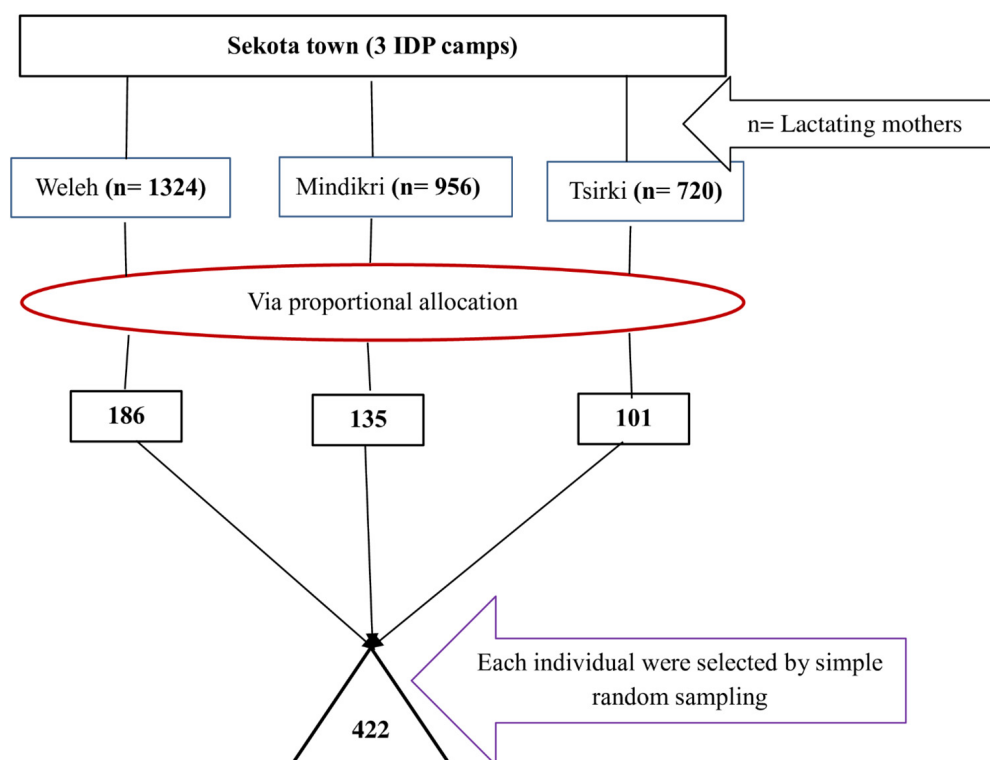 Sekota town (3 IDP camps)
n= Lactating mothers
Weleh (n= 1324)
Mindikri (n= 956)
Tsirki (n= 720)
Via proportional allocation
186
135
101
Each individual were selected by simple
random sampling
422